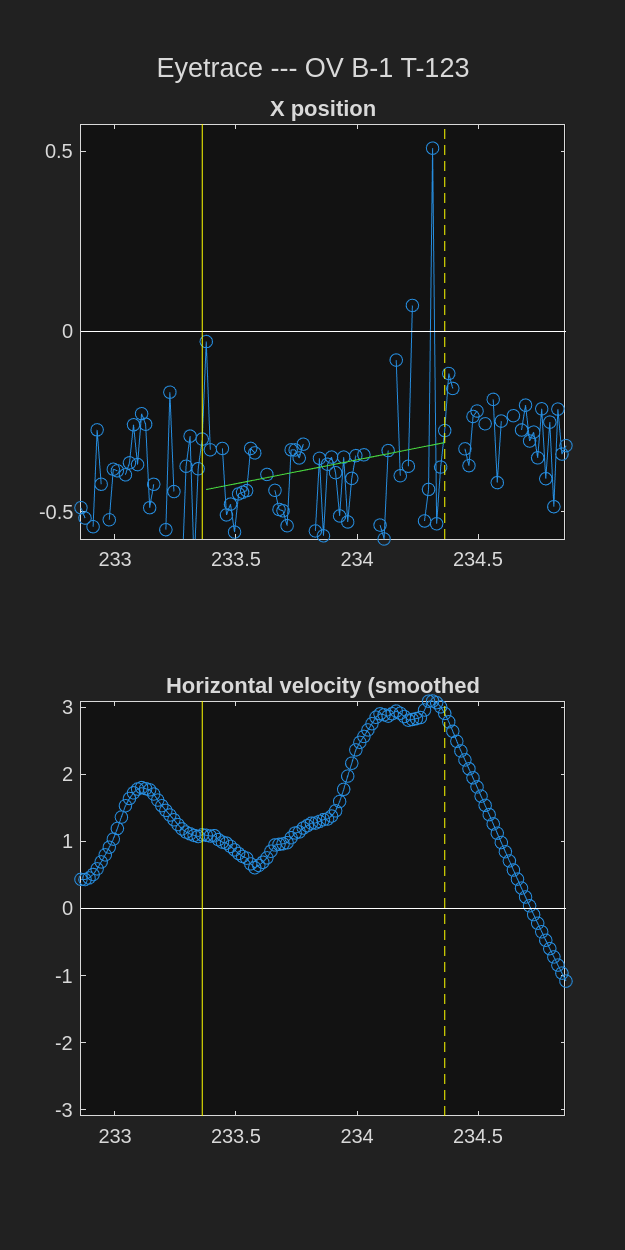 Eyetrace --- OV B-1 T-123
X position
0.5
0
-0.5
233 233.5 234 234.5
Horizontal velocity (smoothed
3
2
1
0
-1
-2
-3
233 233.5 234 234.5